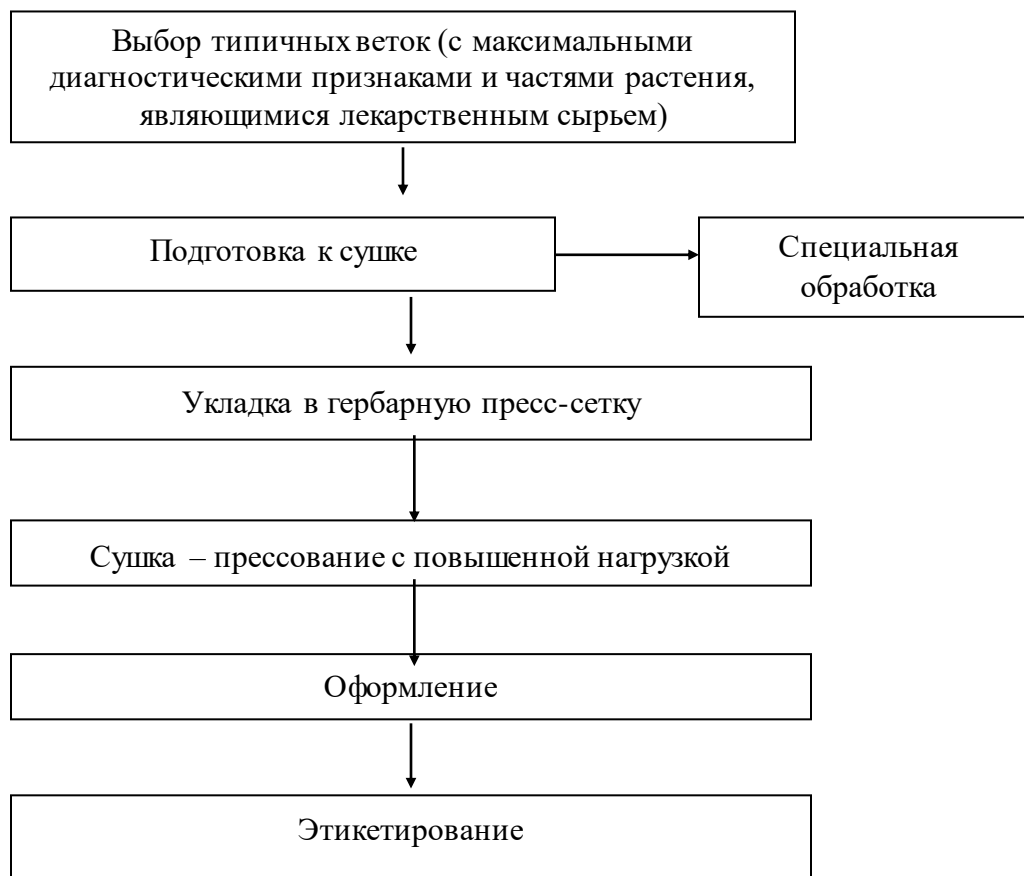 Выбор типичных веток (с максимальными
диагностическими признаками и частями растения,
являющимися лекарственным сырьем)
Подготовка к сушке
Специальная
обработка
Укладка в гербарную пресс-сетку
Сушка – прессование с повышенной нагрузкой
Оформление
Этикетирование